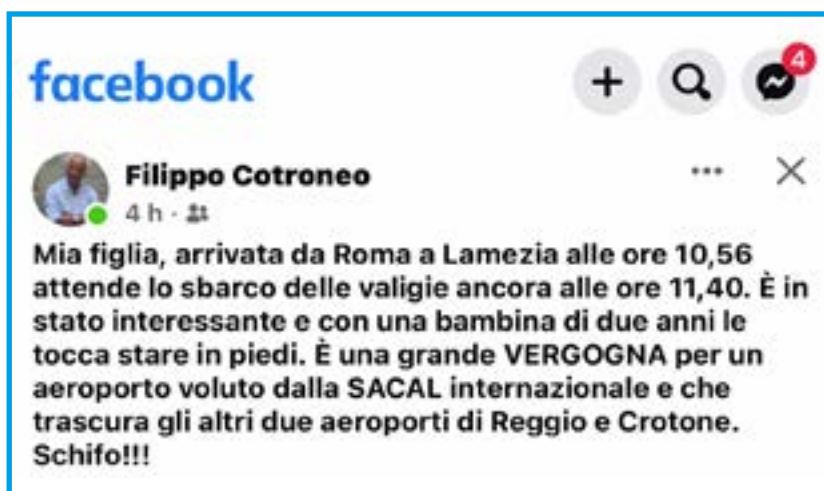 facebook
4
Filippo Cotroneo
4 h
Mia figlia, arrivata da Roma a Lamezia alle ore 10,56
attende lo sbarco delle valigie ancora alle ore 11,40. È in
stato interessante e con una bambina di due anni le
tocca stare in piedi. È una grande VERGOGNA per un
aeroporto voluto dalla SACAL internazionale e che
trascura gli altri due aeroporti di Reggio e Crotone.
Schifo!!!